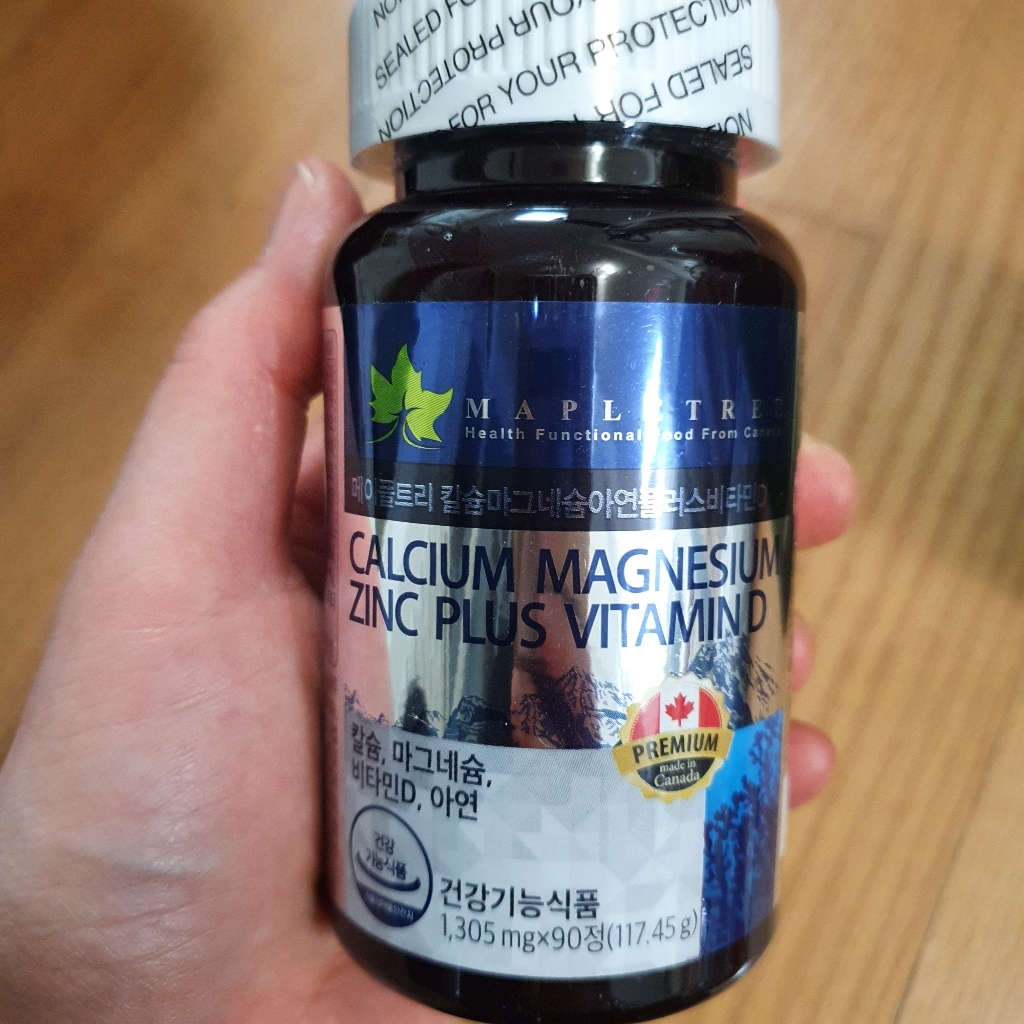 SEALED FOR
FOR YOUR PROTECTION
SEALED FOR
MAPLE TREE
Health Functional Food From Canada
메이플트리 칼슘마그네슘아연플러스비타민D
CALCIUM MAGNESIUM
ZINC PLUS VITAMIN D
PREMIUM
made in
Canada
칼슘, 마그네슘,
비타민D, 아연
건강
기능식품
건강기능식품
1,305 mg×90정(117.45 g)